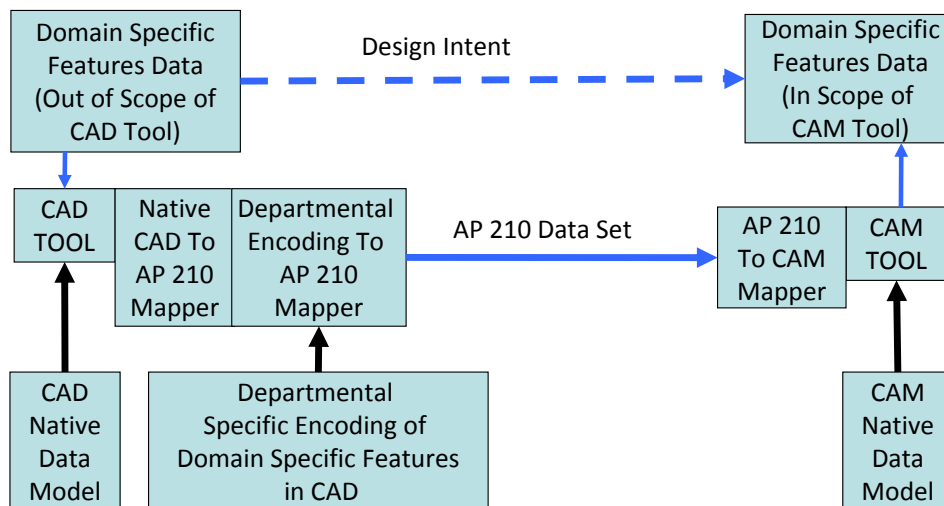 Domain Specific
Features Data
(Out of Scope of
CAD Tool)
Design Intent
Domain Specific
Features Data
(In Scope of
CAM Tool)
CAD
TOOL
Native
CAD To
AP 210
Mapper
Departmental
Encoding To
AP 210
Mapper
AP 210 Data Set
AP 210
To CAM
Mapper
CAM
TOOL
CAD
Native
Data
Model
Departmental
Specific Encoding of
Domain Specific Features
in CAD
CAM
Native
Data
Model